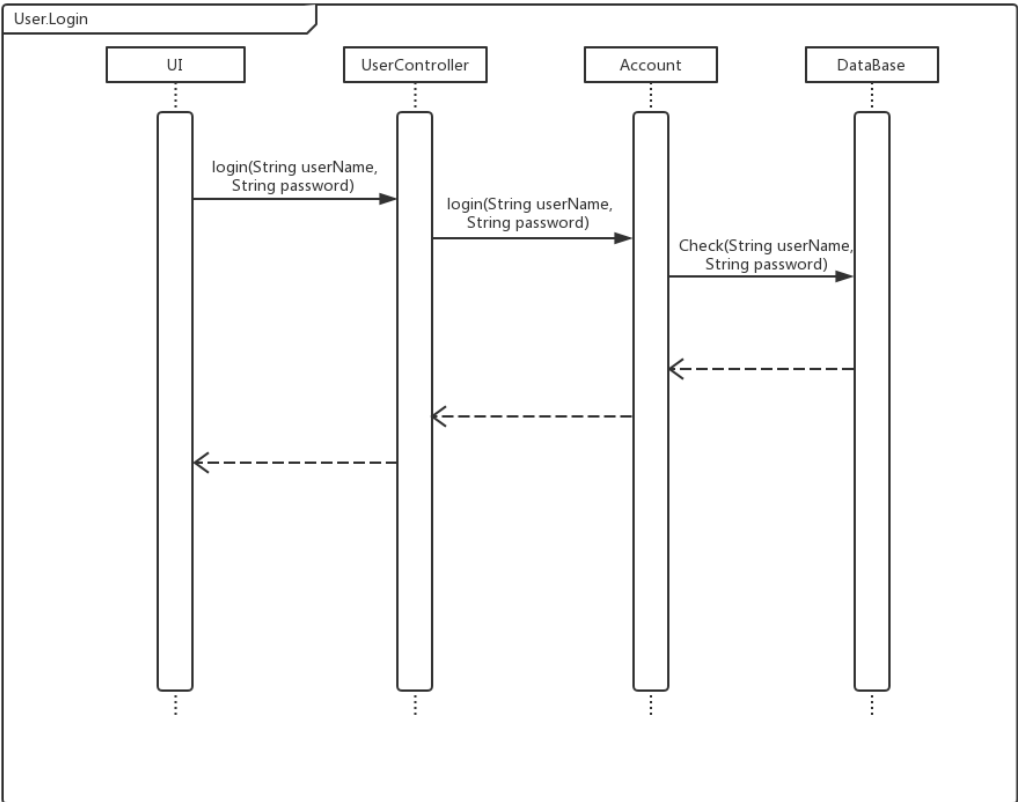 User.Login
UI
UserController
Account
DataBase
login(String userName,
String password)
login(String userName,
String password)
Check(String userName,
String password)